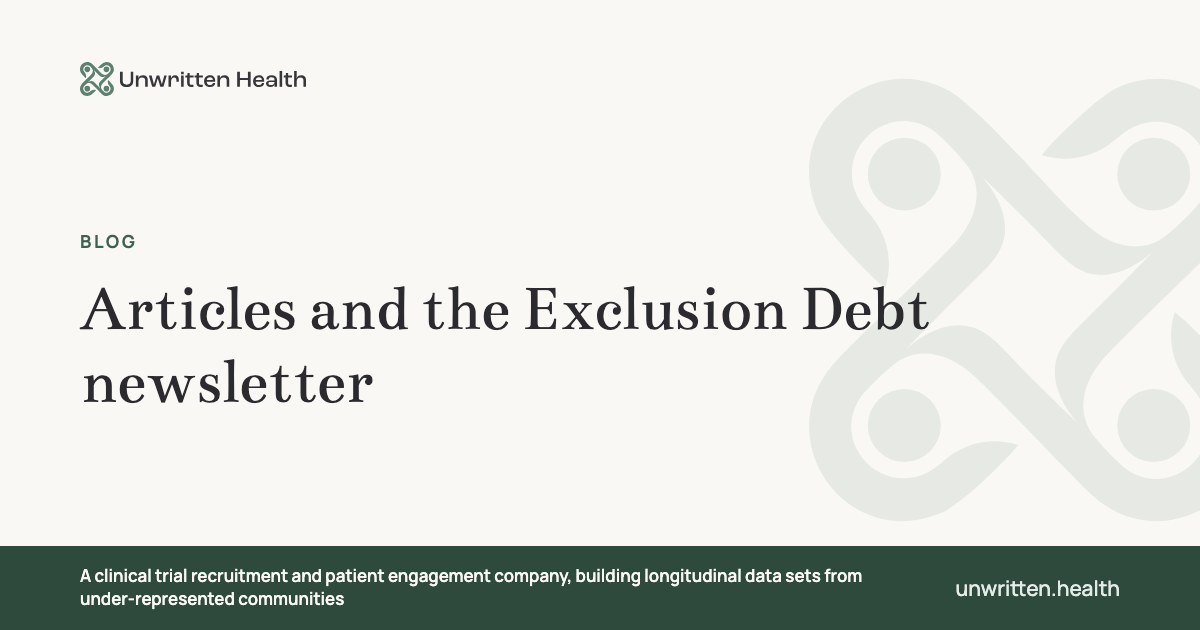 Unwritten Health
BLOG
Articles and the Exclusion Debt
newsletter
A clinical trial recruitment and patient engagement company, building longitudinal data sets from
under-represented communities
unwritten.health